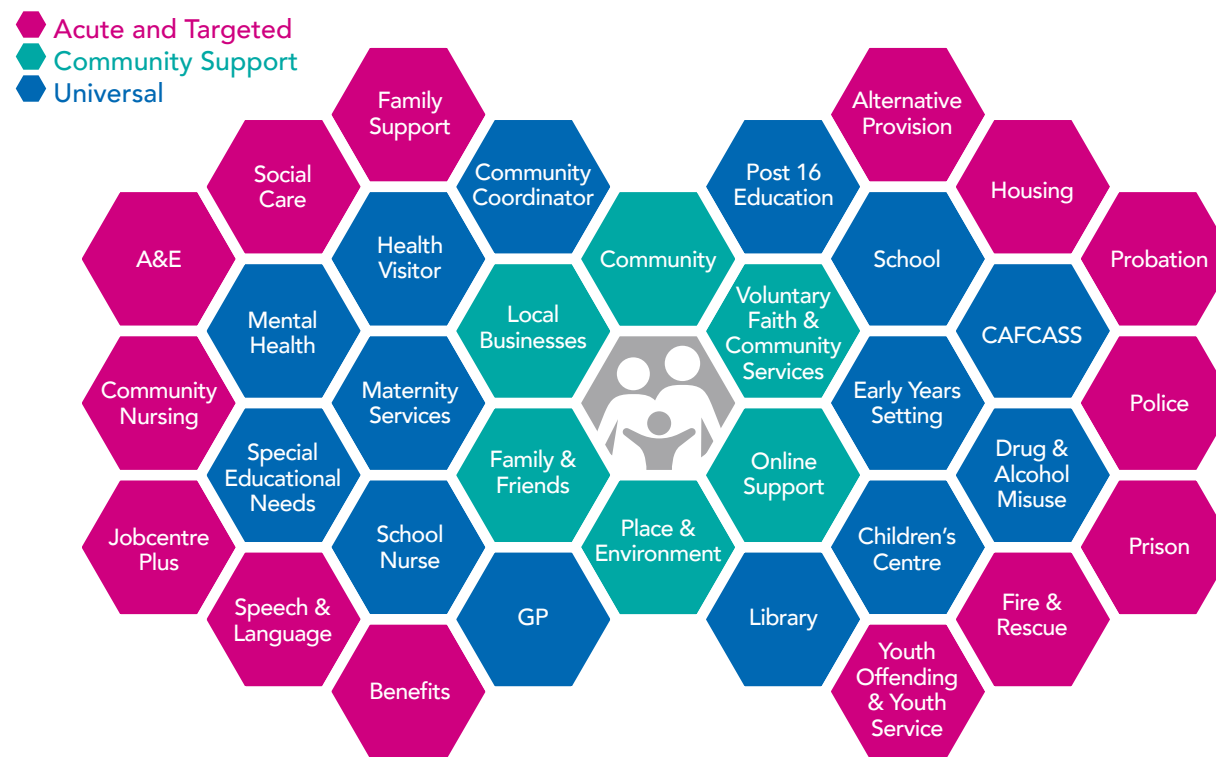 Acute and Targeted
Community Support
Universal
Family
Support
Alternative
Provision
Social
Care
Community
Coordinator
Post 16
Education
Housing
A&E
Health
Visitor
Community
School
Probation
Mental
Health
Local
Businesses
Voluntary
Faith &
Community
Services
CAFCASS
Community
Nursing
Maternity
Services
Early Years
Setting
Police
Special
Educational
Needs
Family &
Friends
Online
Support
Drug &
Alcohol
Misuse
Jobcentre
Plus
School
Nurse
Place &
Environment
Children's
Centre
Prison
Speech &
Language
GP
Library
Fire &
Rescue
Benefits
Youth
Offending
& Youth
Service